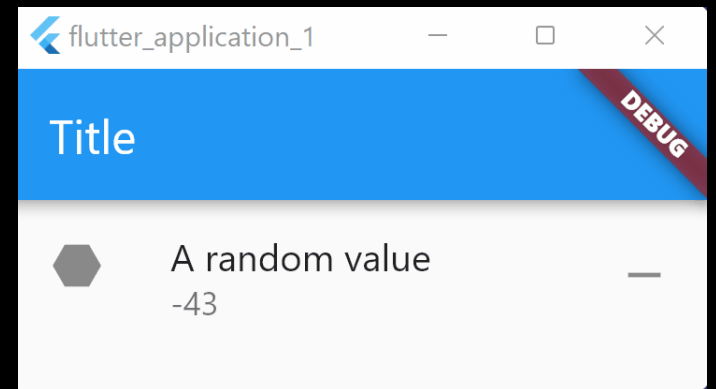 flutter_application_1
Title
DEBUG
A random value
-43